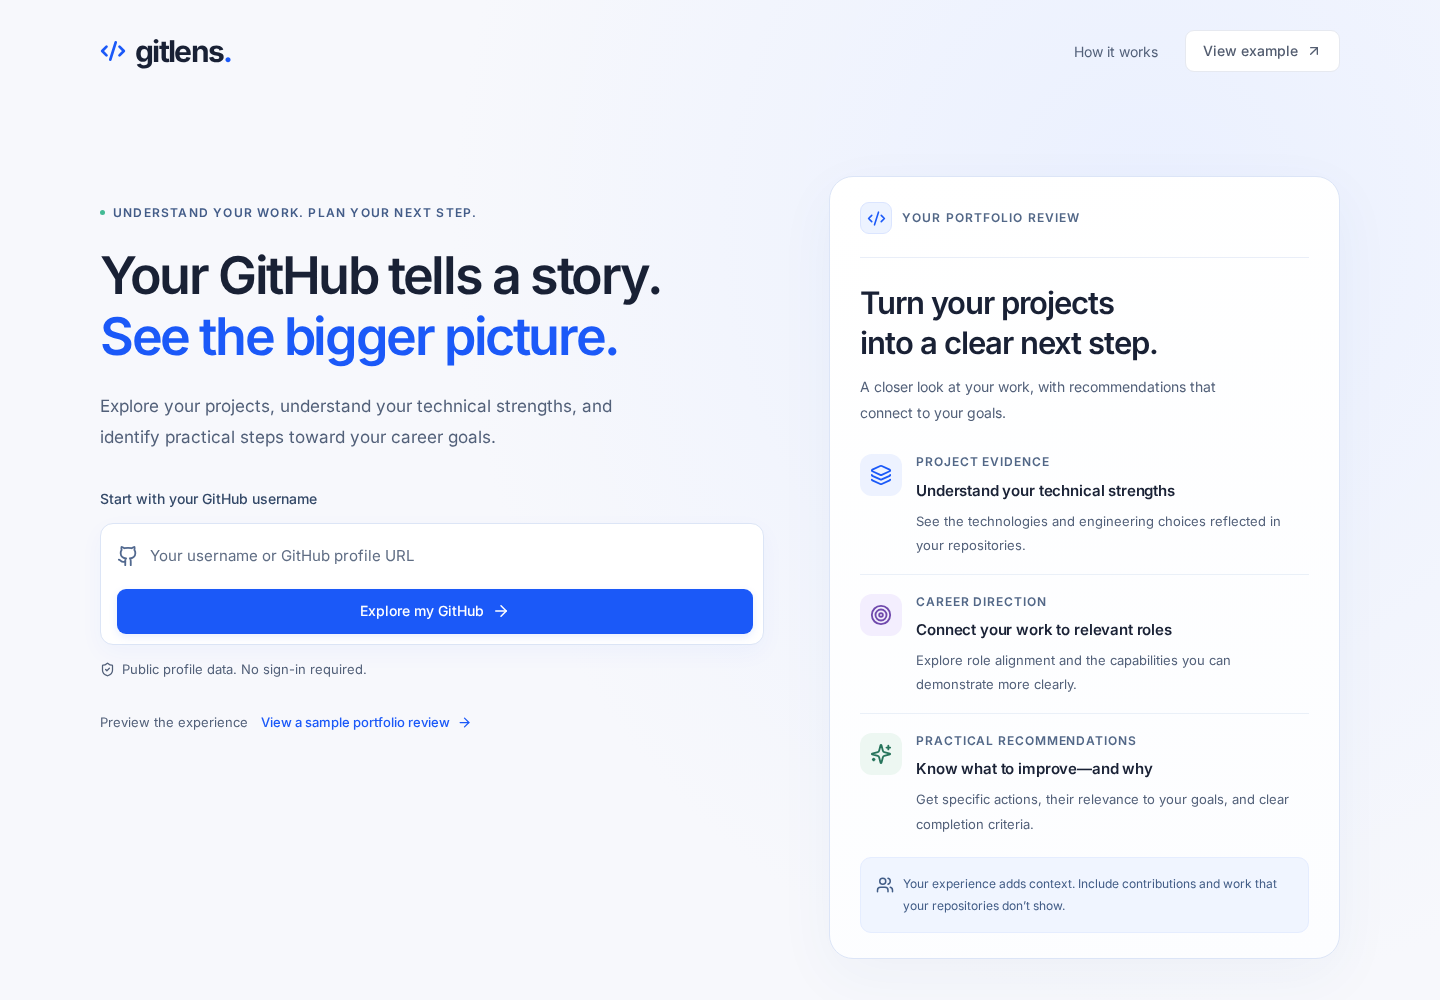 gitlens.
How it works
View example
UNDERSTAND YOUR WORK. PLAN YOUR NEXT STEP.
Your GitHub tells a story.
See the bigger picture.
Explore your projects, understand your technical strengths, and
identify practical steps toward your career goals.
Start with your GitHub username
Your username or GitHub profile URL
Explore my GitHub
Public profile data. No sign-in required.
Preview the experience
View a sample portfolio review
YOUR PORTFOLIO REVIEW
Turn your projects
into a clear next step.
A closer look at your work, with recommendations that
connect to your goals.
PROJECT EVIDENCE
Understand your technical strengths
See the technologies and engineering choices reflected in
your repositories.
CAREER DIRECTION
Connect your work to relevant roles
Explore role alignment and the capabilities you can
demonstrate more clearly.
PRACTICAL RECOMMENDATIONS
Know what to improve—and why
Get specific actions, their relevance to your goals, and clear
completion criteria.
Your experience adds context. Include contributions and work that
your repositories don’t show.